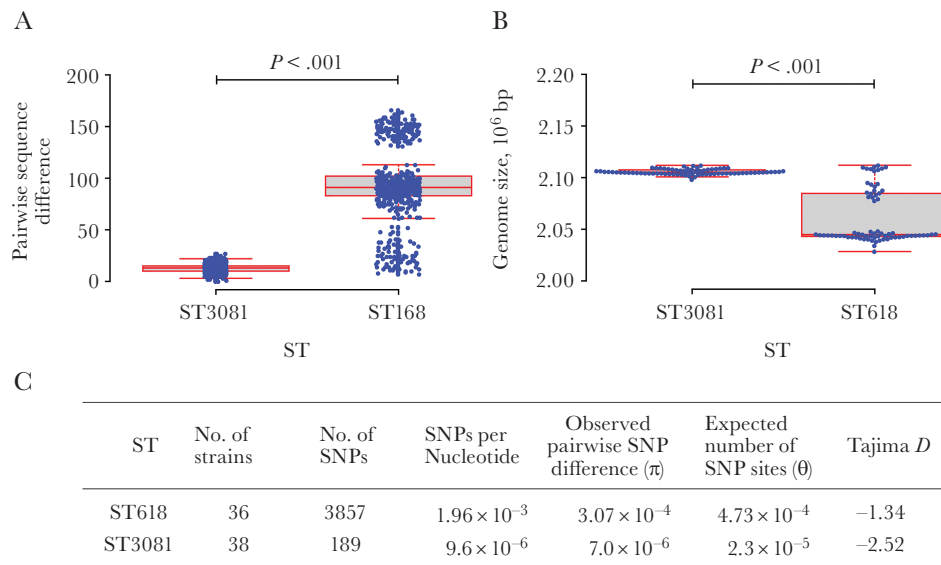 A
P < .001
200
150
100
50
0
Pairwise sequence
difference
ST3081
ST168
ST
B
P < .001
2.20
2.15
2.10
2.05
2.00
Genome size, 10⁶ bp
ST3081
ST618
ST
C
ST No. of strains No. of SNPs SNPs per Nucleotide Observed pairwise SNP difference (π) Expected number of SNP sites (θ) Tajima D
ST618 36 3857 1.96 × 10⁻³ 3.07 × 10⁻⁴ 4.73 × 10⁻⁴ –1.34
ST3081 38 189 9.6 × 10⁻⁶ 7.0 × 10⁻⁶ 2.3 × 10⁻⁵ –2.52